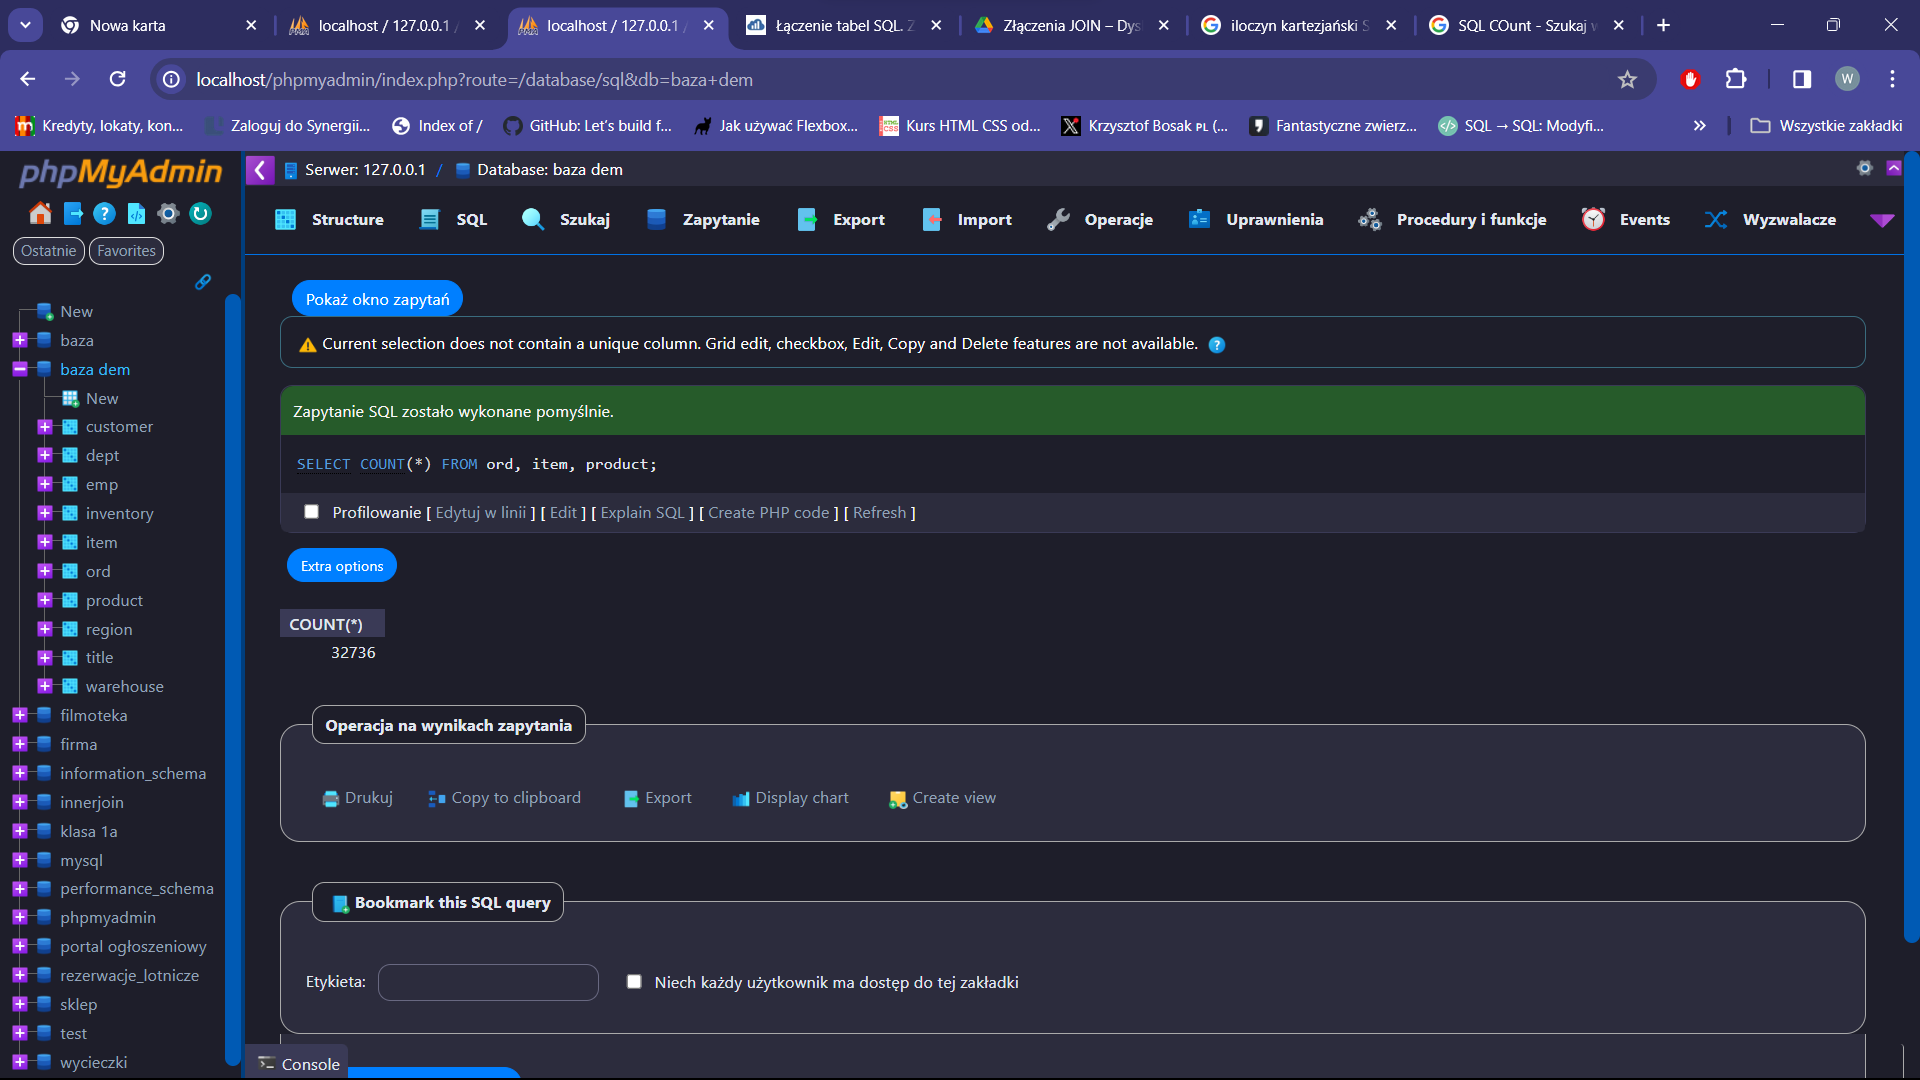 Nowa karta
localhost / 127.0.0.1 /
localhost / 127.0.0.1 /
Łączenie tabel SQL. Z
Złączenia JOIN – Dys
iloczyn kartezjański S
SQL COunt - Szukaj w
localhost/phpmyadmin/index.php?route=/database/sql&db=baza+dem
W
Kredyty, lokaty, kon...
Zaloguj do Synergii...
Index of /
GitHub: Let's build f...
Jak używać Flexbox...
Kurs HTML CSS od...
Krzysztof Bosak PL (...
Fantastyczne zwierz...
SQL → SQL: Modyfi...
Wszystkie zakładki
phpMyAdmin
Ostatnie
Favorites
New
baza
baza dem
New
customer
dept
emp
inventory
item
ord
product
region
title
warehouse
filmoteka
firma
information_schema
innerjoin
klasa 1a
mysql
performance_schema
phpmyadmin
portal ogłoszeniowy
rezerwacje_lotnicze
sklep
test
wycieczki
Serwer: 127.0.0.1 / Database: baza dem
Structure
SQL
Szukaj
Zapytanie
Export
Import
Operacje
Uprawnienia
Procedury i funkcje
Events
Wyzwalacze
Pokaż okno zapytań
Current selection does not contain a unique column. Grid edit, checkbox, Edit, Copy and Delete features are not available.
Zapytanie SQL zostało wykonane pomyślnie.
SELECT COUNT(*) FROM ord, item, product;
Profilowanie [ Edytuj w linii ] [ Edit ] [ Explain SQL ] [ Create PHP code ] [ Refresh ]
Extra options
COUNT(*)
32736
Operacja na wynikach zapytania
Drukuj
Copy to clipboard
Export
Display chart
Create view
Bookmark this SQL query
Etykieta:
Niech każdy użytkownik ma dostęp do tej zakładki
Console